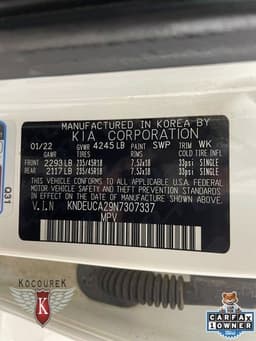 MANUFACTURED IN KOREA BY
KIA CORPORATION
01/22 GVWR 4245 LB PAINT SWP TRIM WK
GAWR TIRES RIMS COLD TIRE INFL
FRONT 2293 LB 235/45R18 7.5JX18 33psi SINGLE
REAR 2117 LB 235/45R18 7.5JX18 33psi SINGLE
THIS VEHICLE CONFORMS TO ALL APPLICABLE U.S.A. FEDERAL
MOTOR VEHICLE SAFETY AND THEFT PREVENTION STANDARDS
IN EFFECT ON THE DATE OF MANUFACTURE SHOWN ABOVE.
V.I.N KNDEUCA29N7307337
MPV
Q31
KOCOUREK
CARFAX
1 OWNER